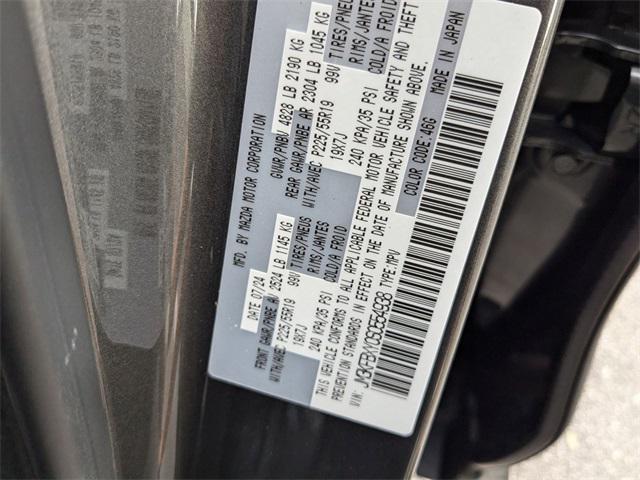 MFD. BY MAZDA MOTOR CORPORATION
DATE 07/24 GVWR/PNBV 4828 LB 2190 KG
FRONT GAWR/PNBE AV 2524 LB 1145 KG REAR GAWR/PNBE AR 2304 LB 1045 KG
WITH/AVEC P225/55R19 99V TIRES/PNEUS WITH/AVEC P225/55R19 99V TIRES/PNEUS
19X7J RIMS/JANTES 19X7J RIMS/JANTES
240 KPA/35 PSI COLD/A FROID 240 KPA/35 PSI COLD/A FROID
THIS VEHICLE CONFORMS TO ALL APPLICABLE FEDERAL MOTOR VEHICLE SAFETY AND THEFT
PREVENTION STANDARDS IN EFFECT ON THE DATE OF MANUFACTURE SHOWN ABOVE.
VIN: TYPE:MPV COLOR CODE:46G MADE IN JAPAN